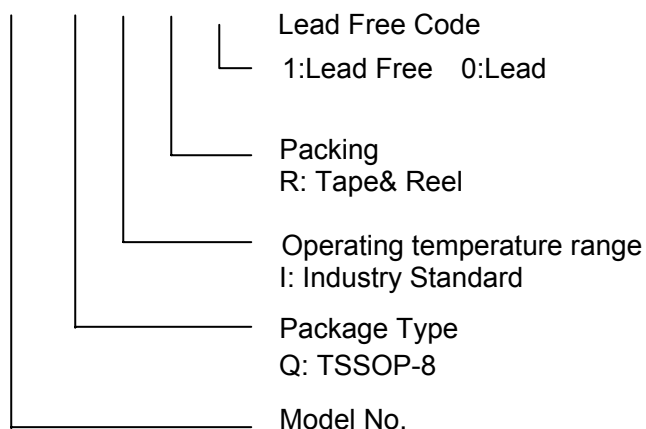 Lead Free Code
1:Lead Free 0:Lead
Packing
R: Tape& Reel
Operating temperature range
I: Industry Standard
Package Type
Q: TSSOP-8
Model No.